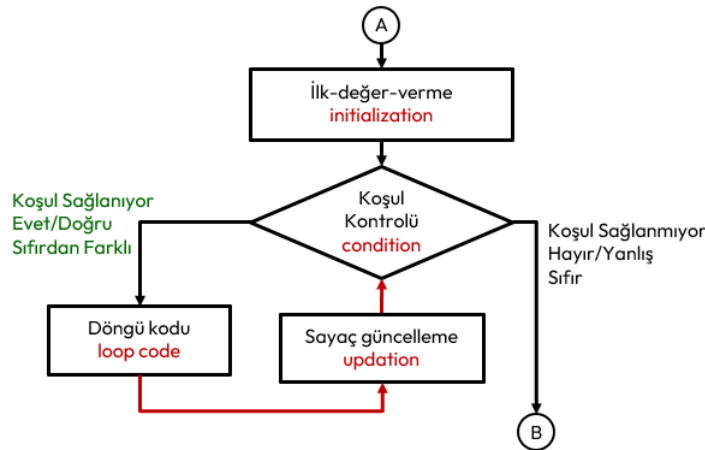 A
İlk-değer-verme
initialization
Koşul
Kontrolü
condition
Koşul Sağlanıyor
Evet/Doğru
Sıfırdan Farklı
Koşul Sağlanmıyor
Hayır/Yanlış
Sıfır
Döngü kodu
loop code
Sayaç güncelleme
updation
B